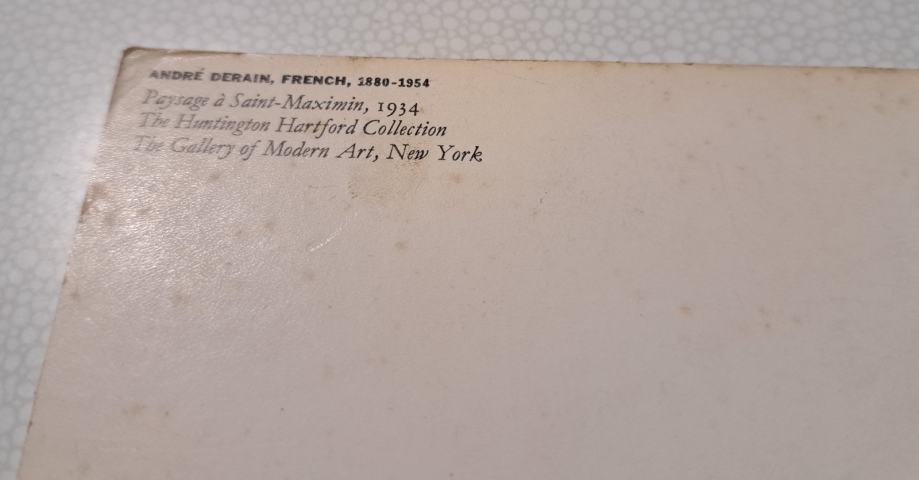 ANDRÉ DERAIN, FRENCH, 1880-1954
Paysage à Saint-Maximin, 1934
The Huntington Hartford Collection
The Gallery of Modern Art, New York